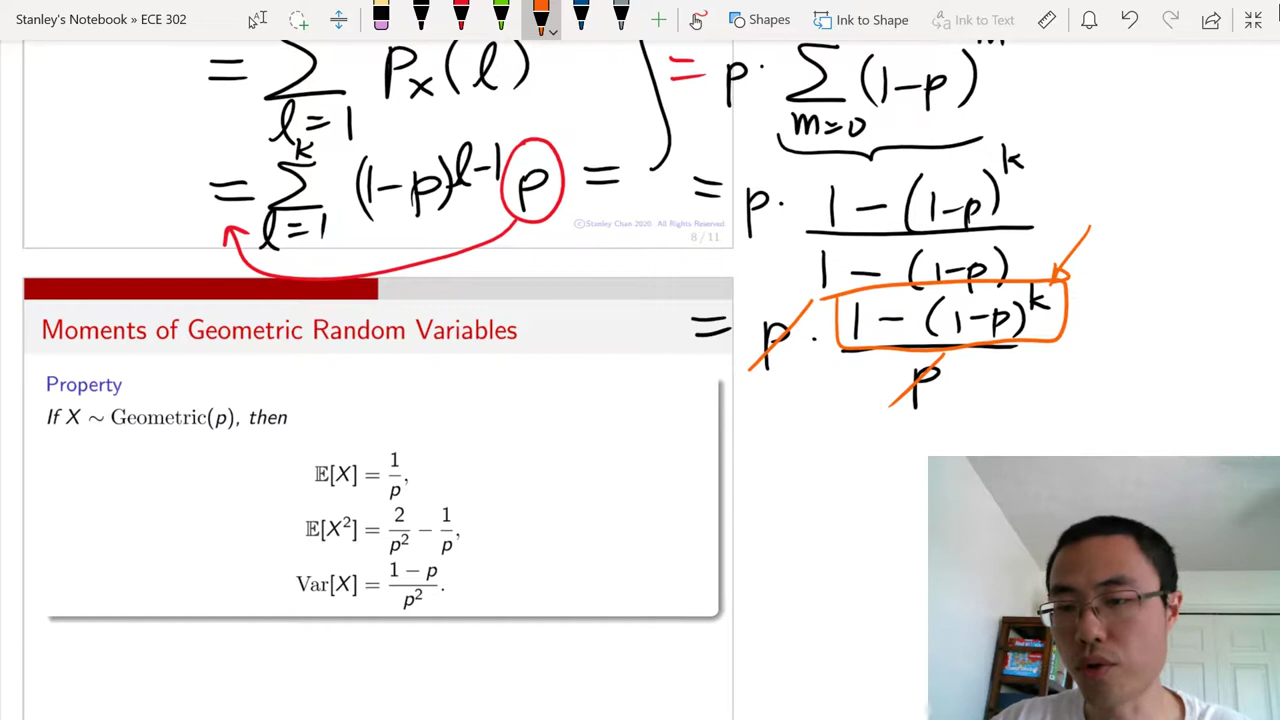 Stanley's Notebook » ECE 302
Shapes
Ink to Shape
Ink to Text
= ∑ l=1 P_X(l)
= ∑ l=1 k (1-p)^{l-1} p =
= p · ∑ m=0 (1-p)^m
= p · (1 - (1-p)^k) / (1 - (1-p))
= p · (1 - (1-p)^k) / p
©Stanley Chan 2020. All Rights Reserved.
8 / 11
Moments of Geometric Random Variables
Property
If X ∼ Geometric(p), then
𝔼[X] = 1/p,
𝔼[X²] = 2/p² − 1/p,
Var[X] = (1 − p)/p².